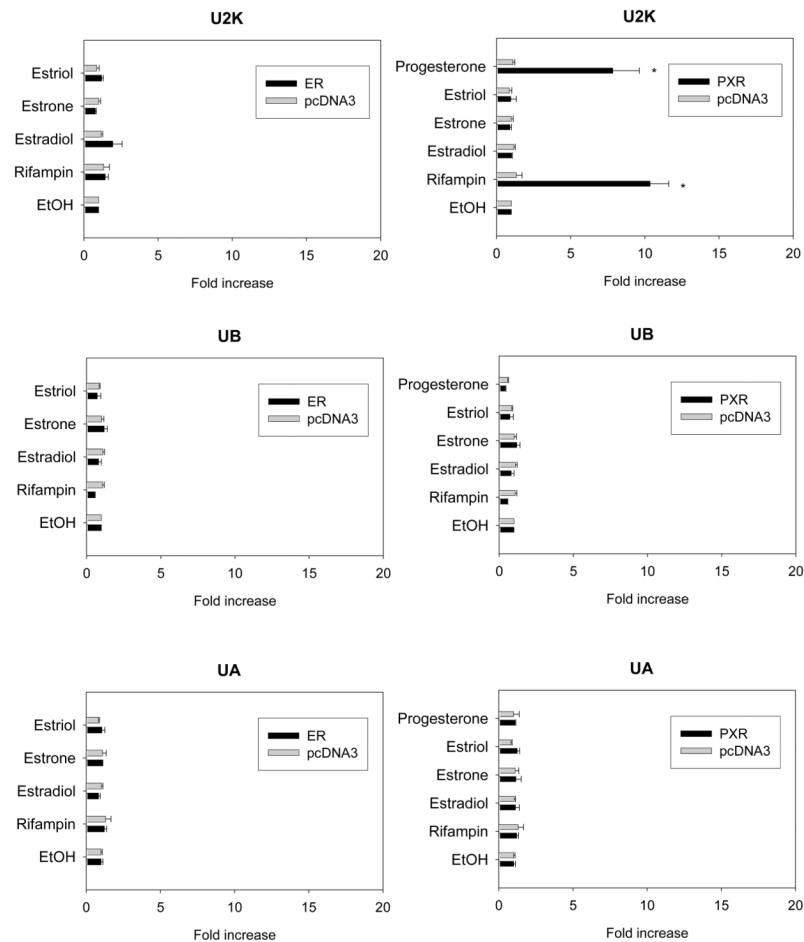 U2K
Estriol
Estrone
Estradiol
Rifampin
EtOH
ER
pcDNA3
0 5 10 15 20
Fold increase
U2K
Progesterone
Estriol
Estrone
Estradiol
Rifampin
EtOH
*
*
PXR
pcDNA3
0 5 10 15 20
Fold increase
UB
Estriol
Estrone
Estradiol
Rifampin
EtOH
ER
pcDNA3
0 5 10 15 20
Fold increase
UB
Progesterone
Estriol
Estrone
Estradiol
Rifampin
EtOH
PXR
pcDNA3
0 5 10 15 20
Fold increase
UA
Estriol
Estrone
Estradiol
Rifampin
EtOH
ER
pcDNA3
0 5 10 15 20
Fold increase
UA
Progesterone
Estriol
Estrone
Estradiol
Rifampin
EtOH
PXR
pcDNA3
0 5 10 15 20
Fold increase